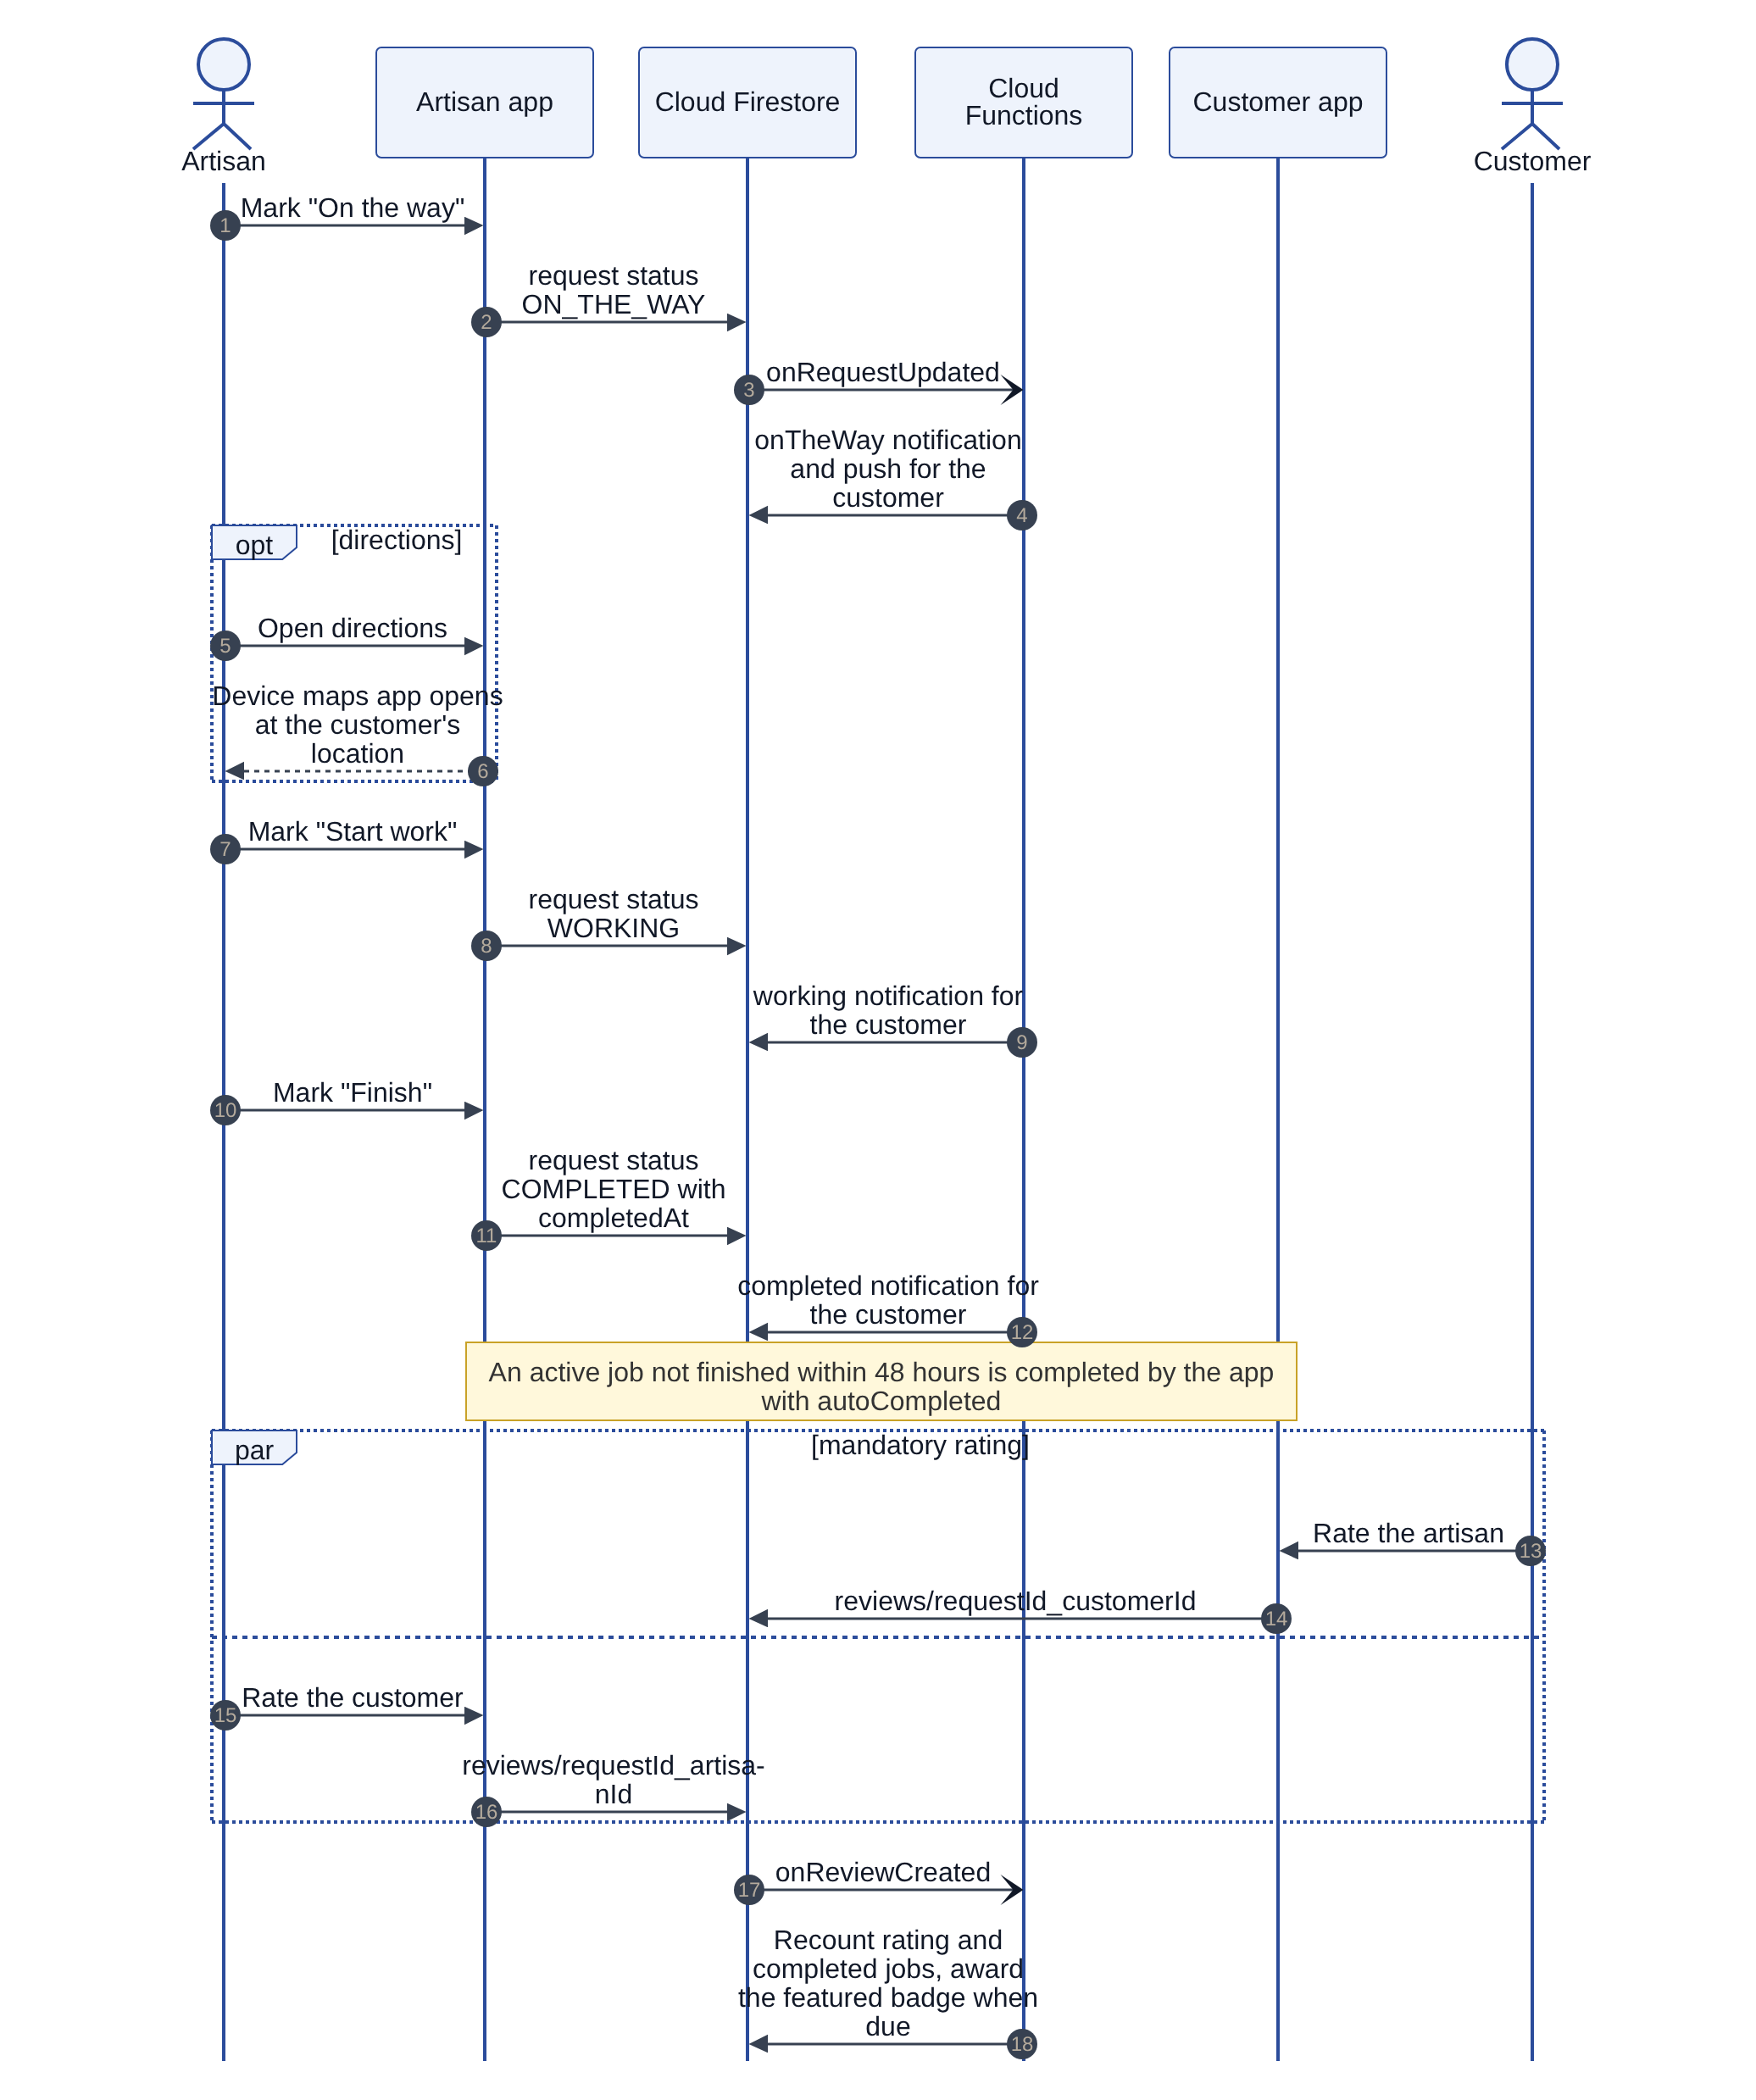 Artisan
Artisan app
Cloud Firestore
Cloud
Functions
Customer app
Customer
1
Mark "On the way"
request status
ON_THE_WAY
2
3
onRequestUpdated
onTheWay notification
and push for the
customer
4
opt
[directions]
5
Open directions
Device maps app opens
at the customer's
location
6
7
Mark "Start work"
request status
WORKING
8
working notification for
the customer
9
10
Mark "Finish"
request status
COMPLETED with
completedAt
11
completed notification for
the customer
12
An active job not finished within 48 hours is completed by the app
with autoCompleted
par
[mandatory rating]
Rate the artisan
13
reviews/requestId_customerId
14
15
Rate the customer
reviews/requestId_artisa-
nId
16
17
onReviewCreated
Recount rating and
completed jobs, award
the featured badge when
due
18